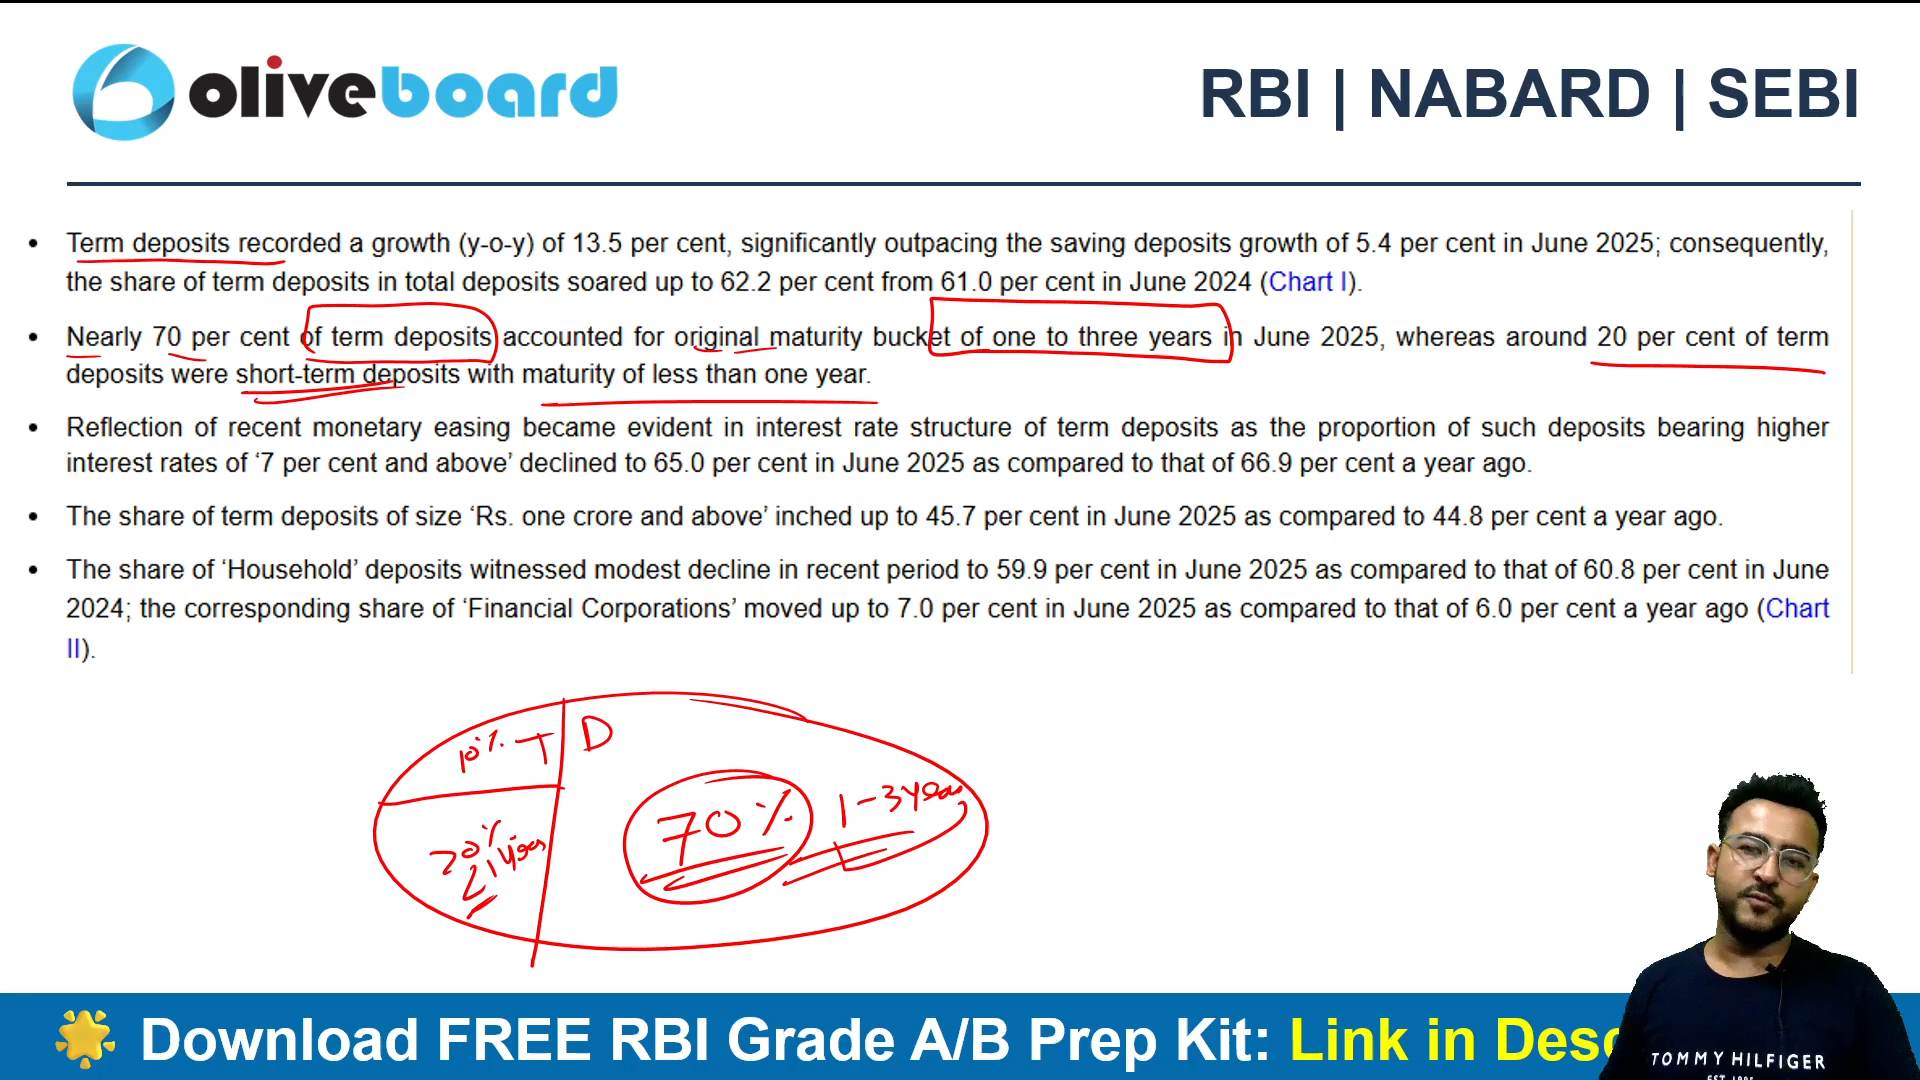 oliveboard
RBI | NABARD | SEBI
• Term deposits recorded a growth (y-o-y) of 13.5 per cent, significantly outpacing the saving deposits growth of 5.4 per cent in June 2025; consequently,
the share of term deposits in total deposits soared up to 62.2 per cent from 61.0 per cent in June 2024 (Chart I).
• Nearly 70 per cent of term deposits accounted for original maturity bucket of one to three years in June 2025, whereas around 20 per cent of term
deposits were short-term deposits with maturity of less than one year.
• Reflection of recent monetary easing became evident in interest rate structure of term deposits as the proportion of such deposits bearing higher
interest rates of ‘7 per cent and above’ declined to 65.0 per cent in June 2025 as compared to that of 66.9 per cent a year ago.
• The share of term deposits of size ‘Rs. one crore and above’ inched up to 45.7 per cent in June 2025 as compared to 44.8 per cent a year ago.
• The share of ‘Household’ deposits witnessed modest decline in recent period to 59.9 per cent in June 2025 as compared to that of 60.8 per cent in June
2024; the corresponding share of ‘Financial Corporations’ moved up to 7.0 per cent in June 2025 as compared to that of 6.0 per cent a year ago (Chart
II).
10% T D
70% 1-3 year
20%
Download FREE RBI Grade A/B Prep Kit: Link in Desc
TOMMY HILFIGER